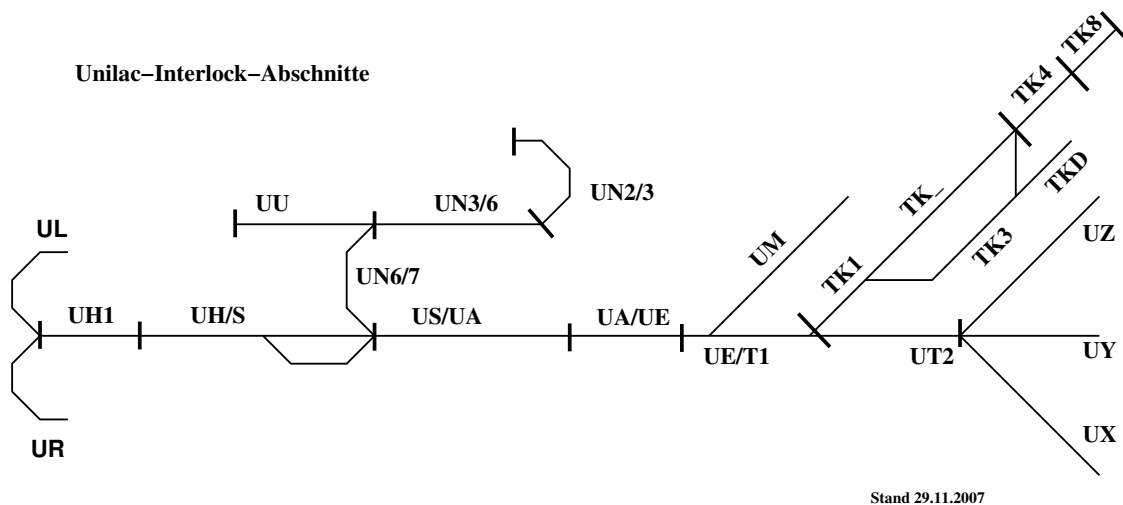 TK8
Unilac−Interlock−Abschnitte
TK4
UU
UN3/6
UN2/3
TK_
TKD
UL
UM
TK3
UZ
UN6/7
TK1
UH1
UH/S
US/UA
UA/UE
UE/T1
UT2
UY
UR
UX
Stand 29.11.2007